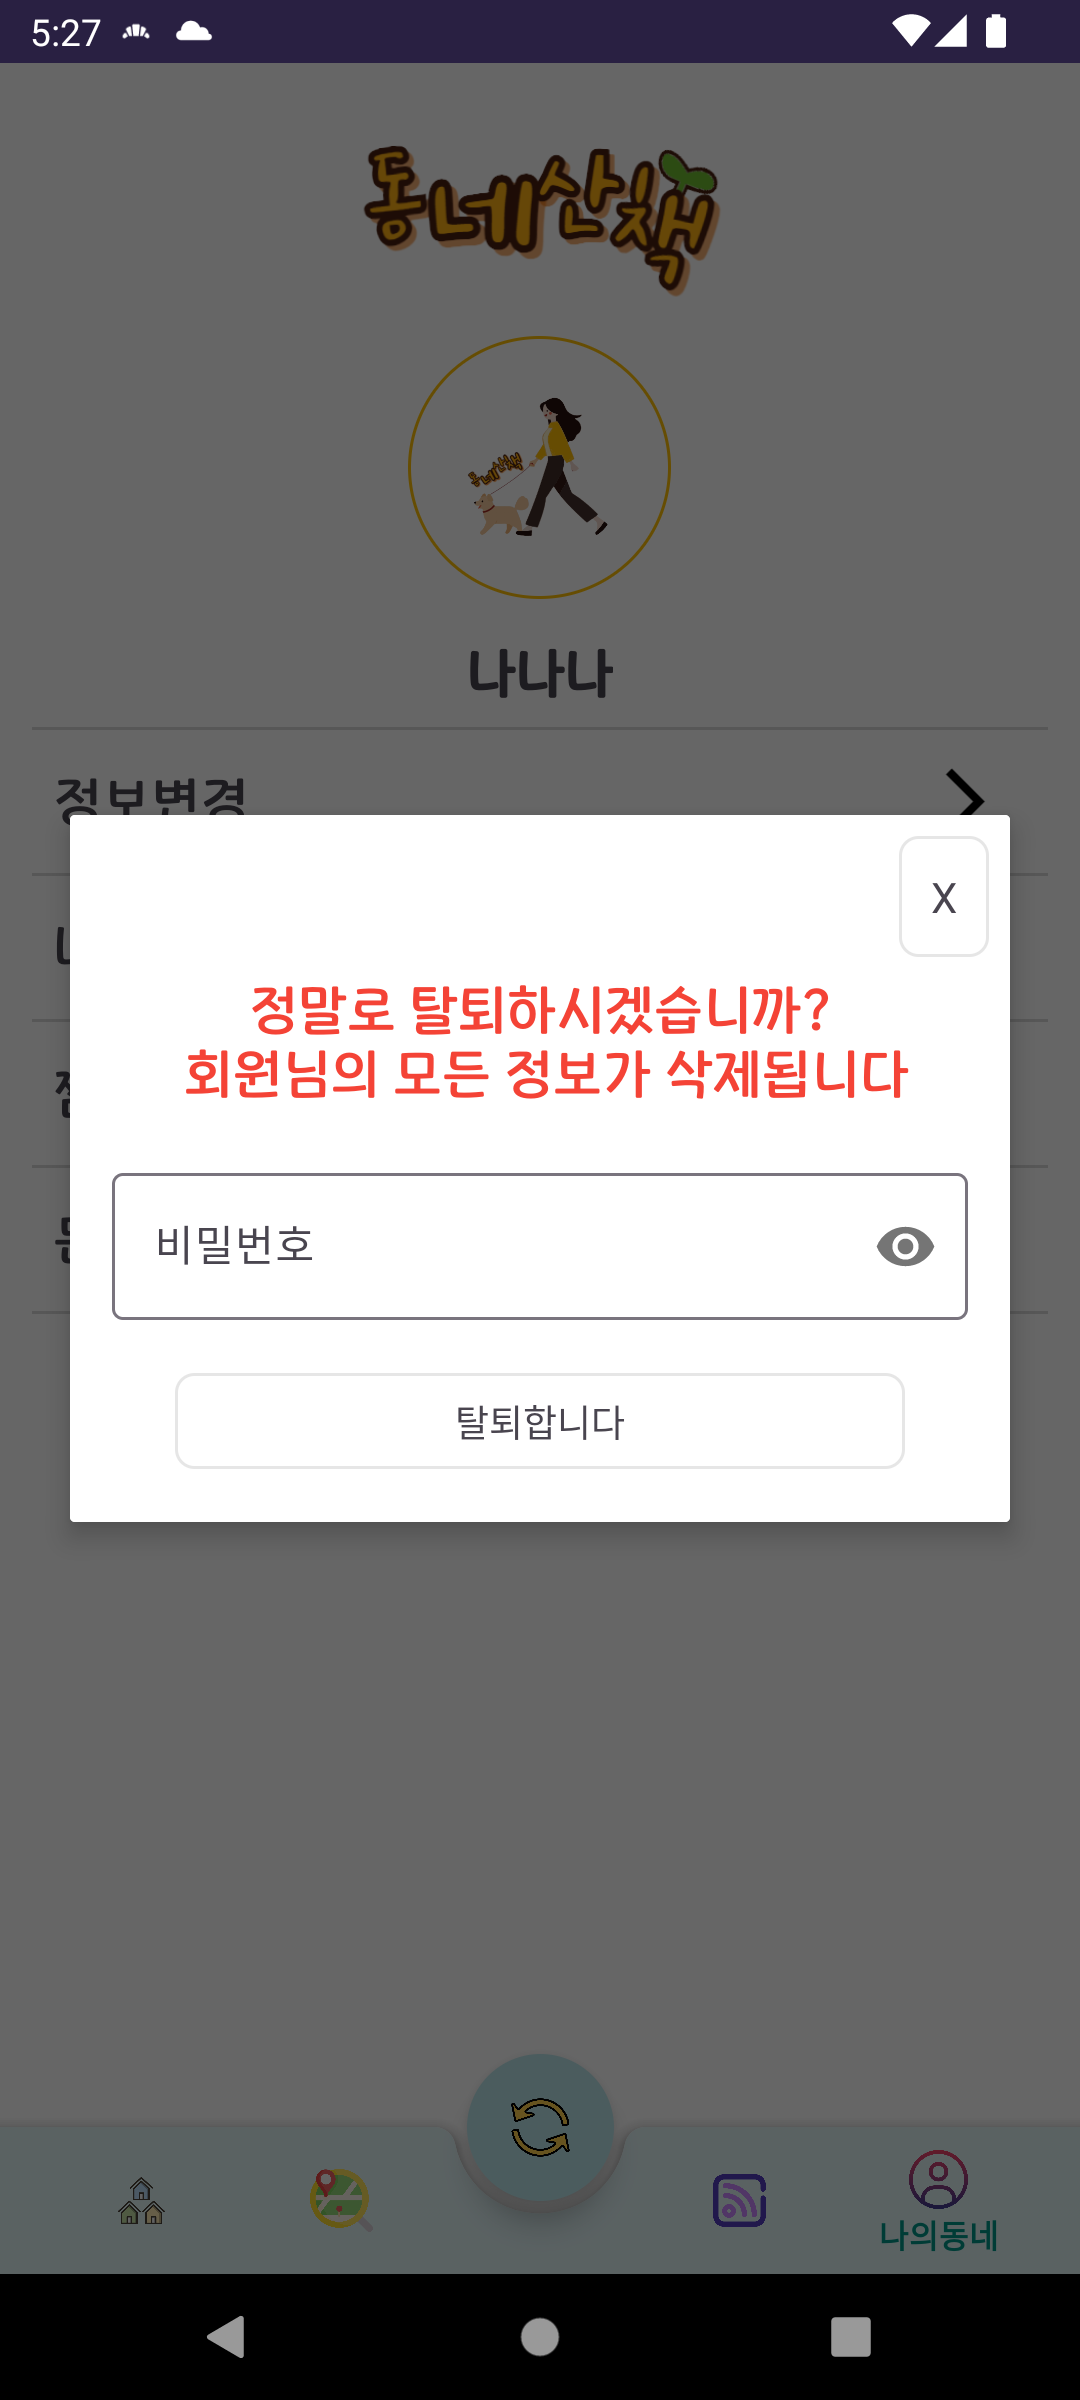 5:27
동네산책
동네산책
나나나
정보변경
X
정말로 탈퇴하시겠습니까?
회원님의 모든 정보가 삭제됩니다
비밀번호
탈퇴합니다
나의동네